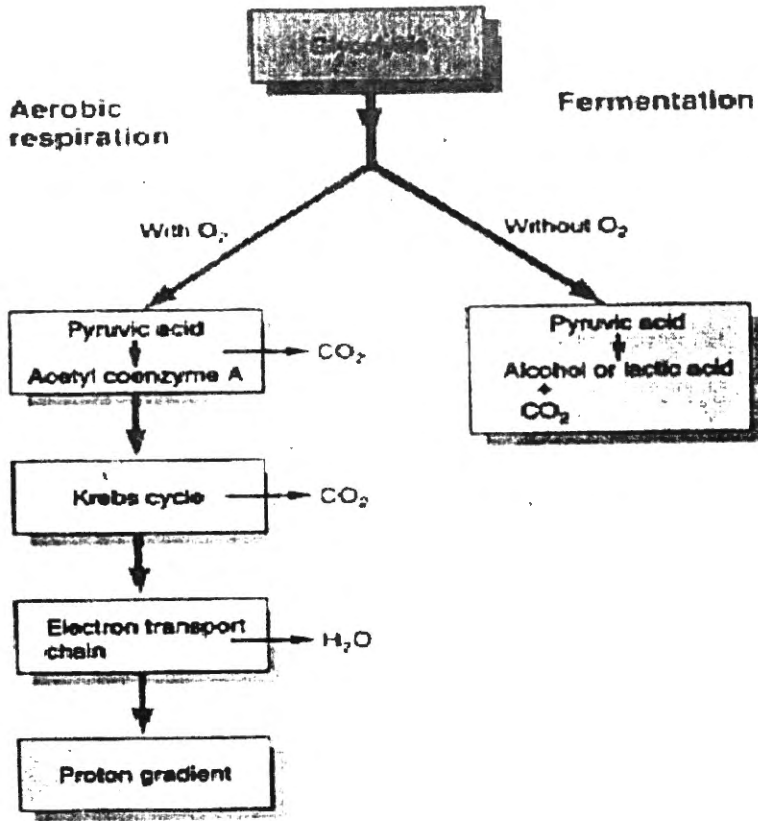 Glycolysis
Aerobic
respiration
Fermentation
With O₂
Without O₂
Pyruvic acid
Acetyl coenzyme A
CO₂
Pyruvic acid
Alcohol or lactic acid
+
CO₂
Krebs cycle
CO₂
Electron transport
chain
H₂O
Proton gradient